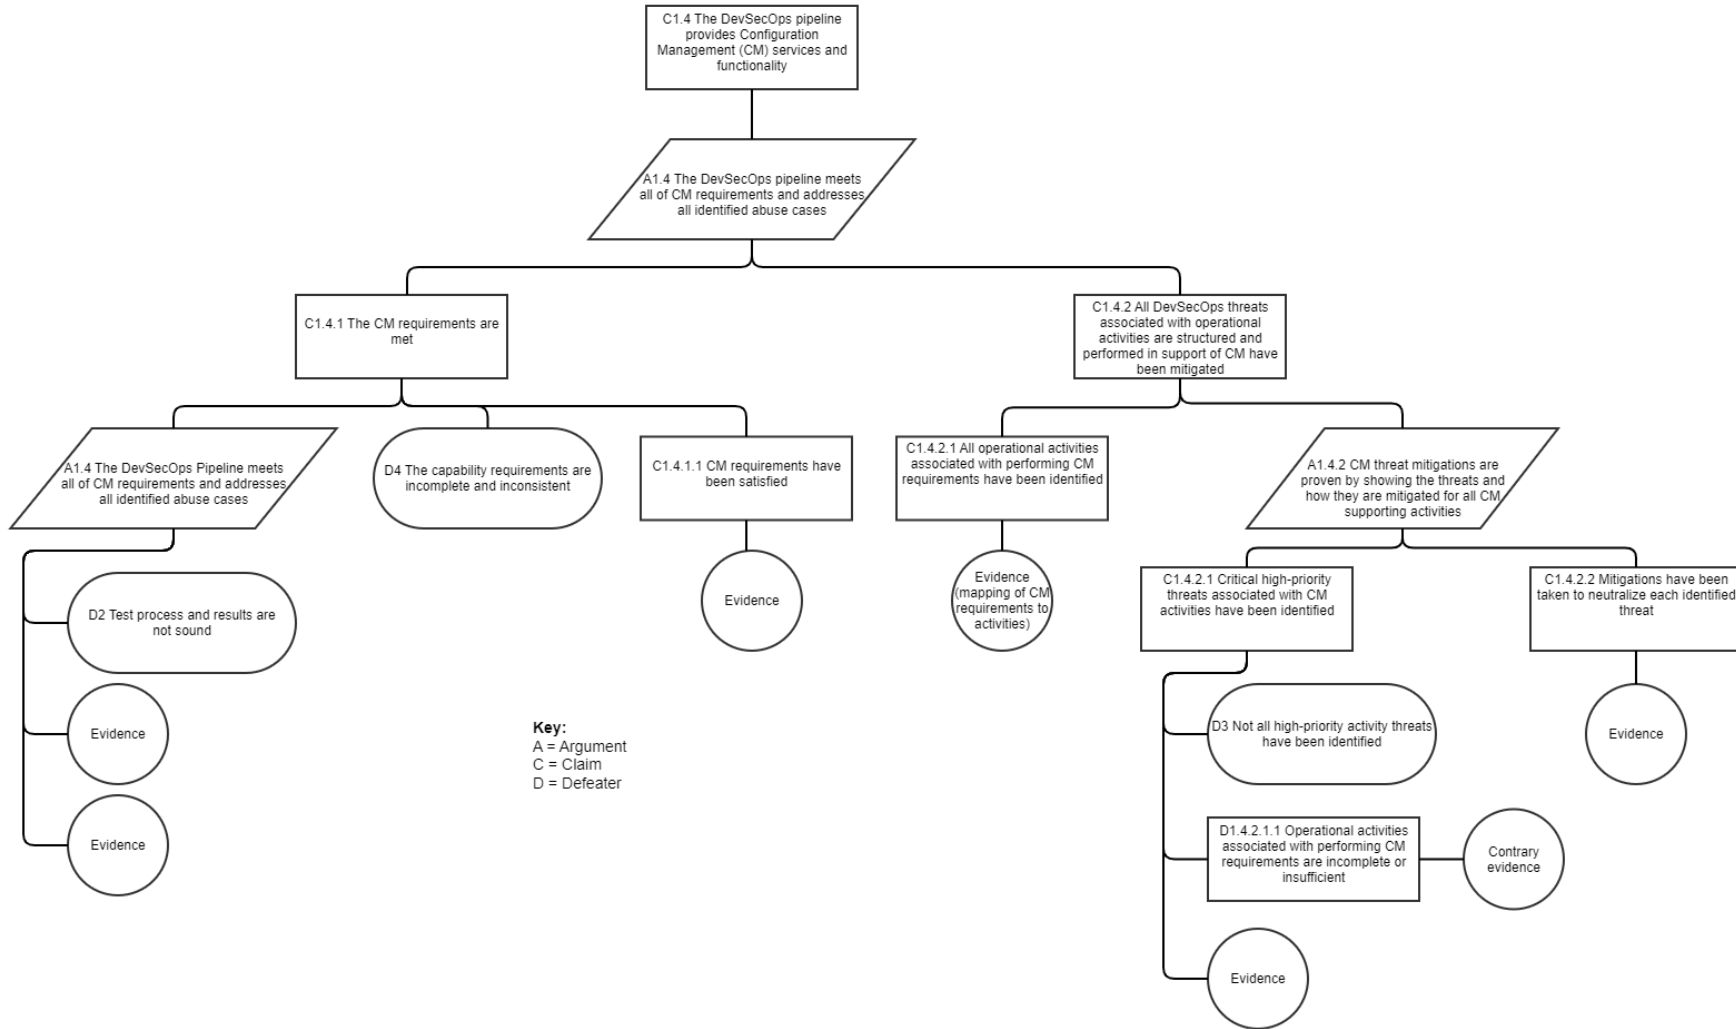 C1.4 The DevSecOps pipeline
provides Configuration
Management (CM) services and
functionality
A1.4 The DevSecOps pipeline meets
all of CM requirements and addresses
all identified abuse cases
C1.4.1 The CM requirements are
met
C1.4.2 All DevSecOps threats
associated with operational
activities are structured and
performed in support of CM have
been mitigated
A1.4 The DevSecOps Pipeline meets
all of CM requirements and addresses
all identified abuse cases
D4 The capability requirements are
incomplete and inconsistent
C1.4.1.1 CM requirements have
been satisfied
C1.4.2.1 All operational activities
associated with performing CM
requirements have been identified
A1.4.2 CM threat mitigations are
proven by showing the threats and
how they are mitigated for all CM
supporting activities
D2 Test process and results are
not sound
Evidence
Evidence
Evidence
Evidence
(mapping of CM
requirements to
activities)
C1.4.2.1 Critical high-priority
threats associated with CM
activities have been identified
C1.4.2.2 Mitigations have been
taken to neutralize each identified
threat
D3 Not all high-priority activity threats
have been identified
Evidence
D1.4.2.1.1 Operational activities
associated with performing CM
requirements are incomplete or
insufficient
Contrary
evidence
Evidence
Key:
A = Argument
C = Claim
D = Defeater